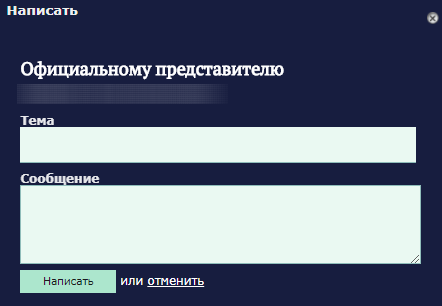 Написать
Официальному представителю
Тема
Сообщение
Написать или отменить